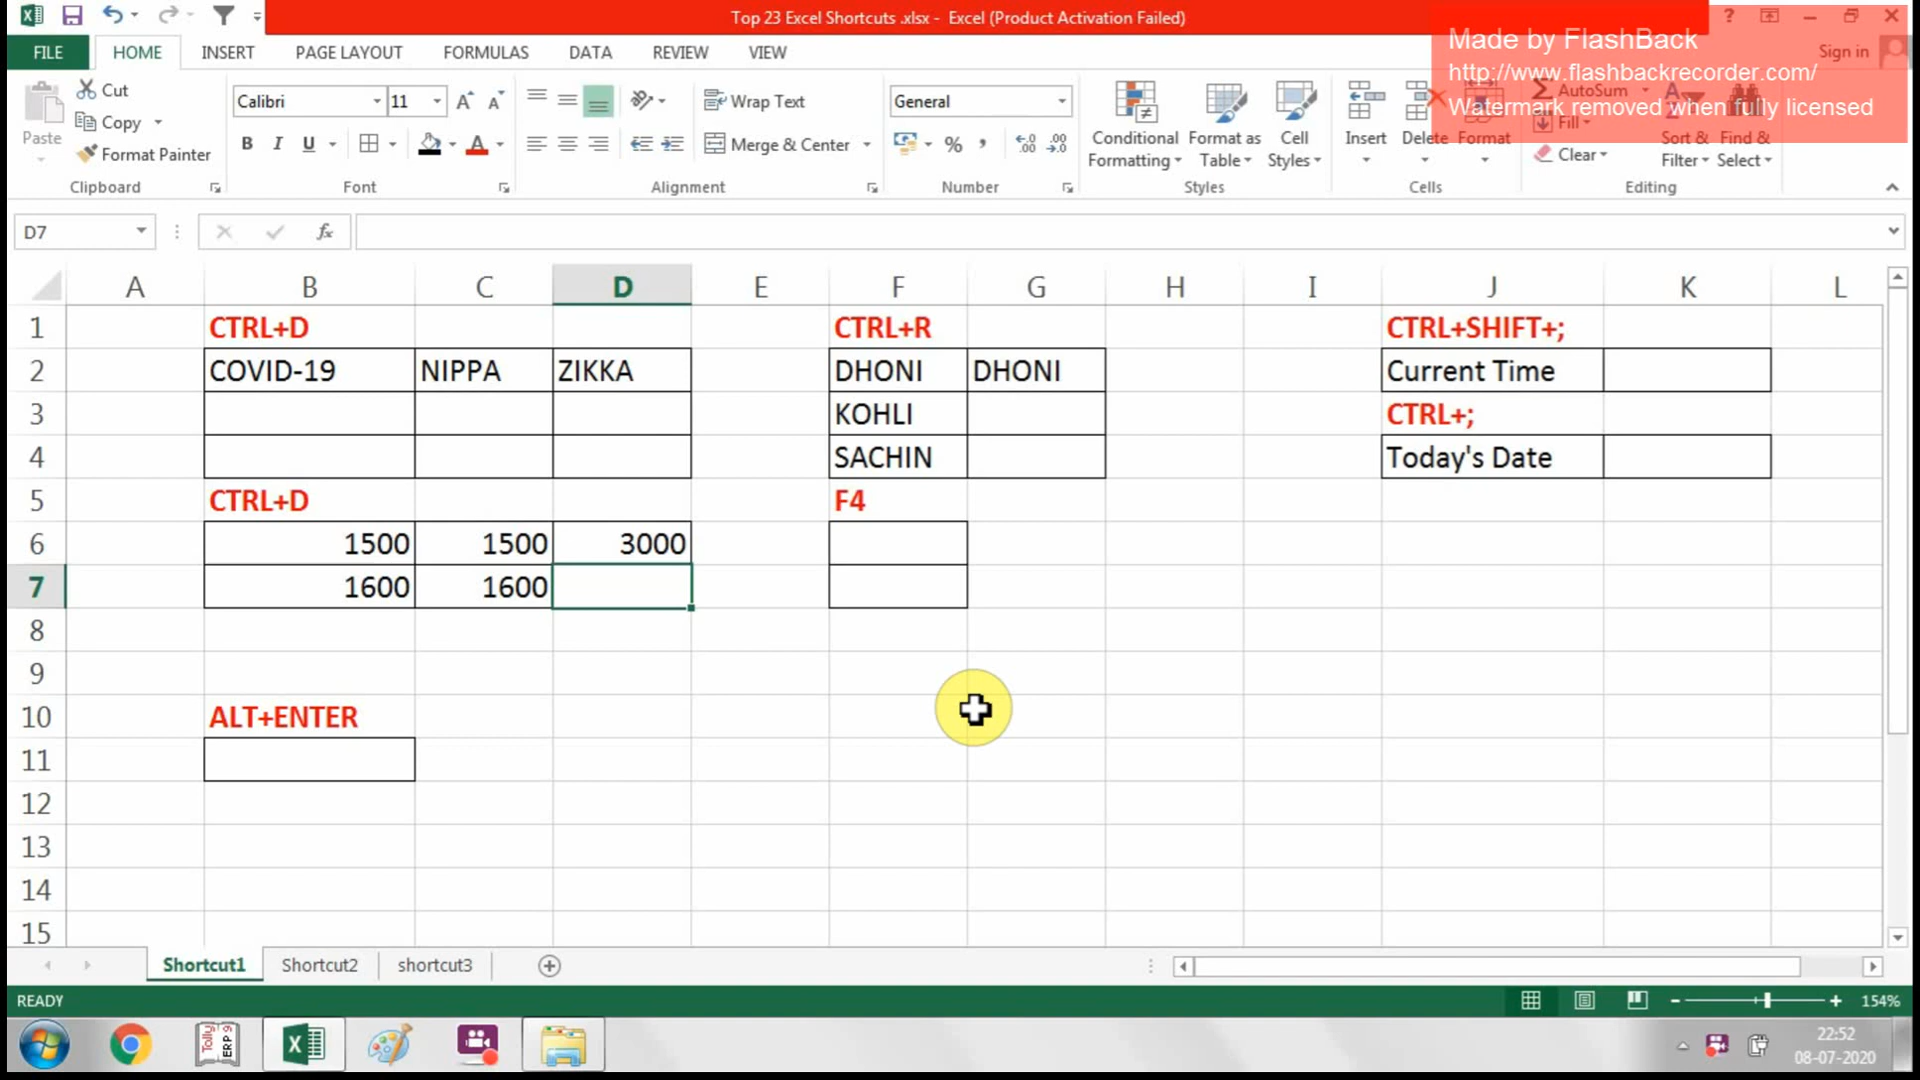 Top 23 Excel Shortcuts .xlsx - Excel (Product Activation Failed)
Made by FlashBack
http://www.flashbackrecorder.com/
Watermark removed when fully licensed
Sign in
FILE HOME INSERT PAGE LAYOUT FORMULAS DATA REVIEW VIEW
Cut
Copy
Format Painter
Paste
Clipboard
Calibri 11
B I U
Font
Wrap Text
Merge & Center
Alignment
General
%
Number
Conditional Formatting
Format as Table
Cell Styles
Styles
Insert Delete Format
Cells
AutoSum
Fill
Clear
Sort & Filter
Find & Select
Editing
D7
fx
A B C D E F G H I J K L
1 CTRL+D CTRL+R CTRL+SHIFT+;
2 COVID-19 NIPPA ZIKKA DHONI DHONI Current Time
3 KOHLI CTRL+;
4 SACHIN Today's Date
5 CTRL+D F4
6 1500 1500 3000
7 1600 1600
8
9
10 ALT+ENTER
11
12
13
14
15
Shortcut1 Shortcut2 shortcut3
READY
154%
Tally ERP 9
22:52
08-07-2020